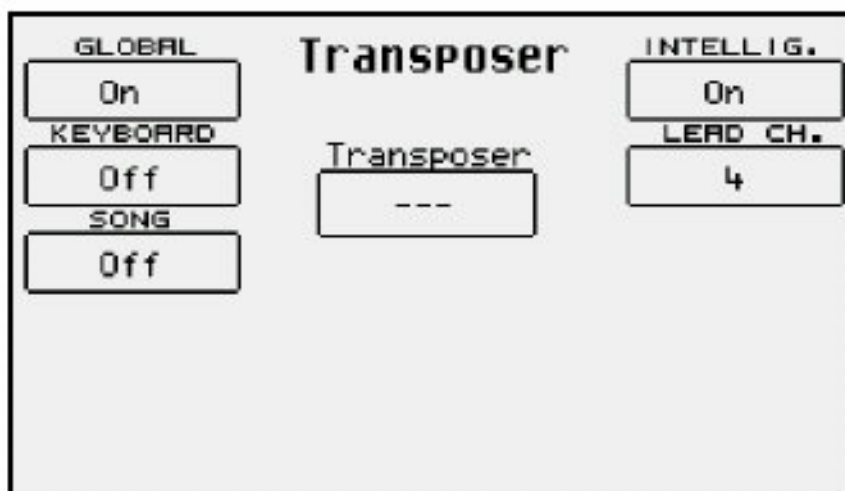 GLOBAL
On
KEYBOARD
Off
SONG
Off
Transposer
Transposer
---
INTELLIG.
On
LEAD CH.
4